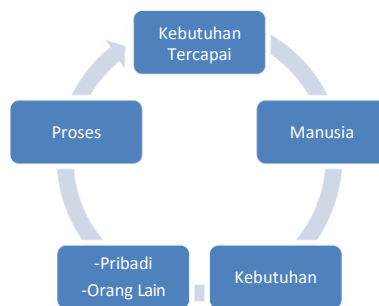 Kebutuhan
Tercapai
Manusia
Kebutuhan
-Pribadi
-Orang Lain
Proses